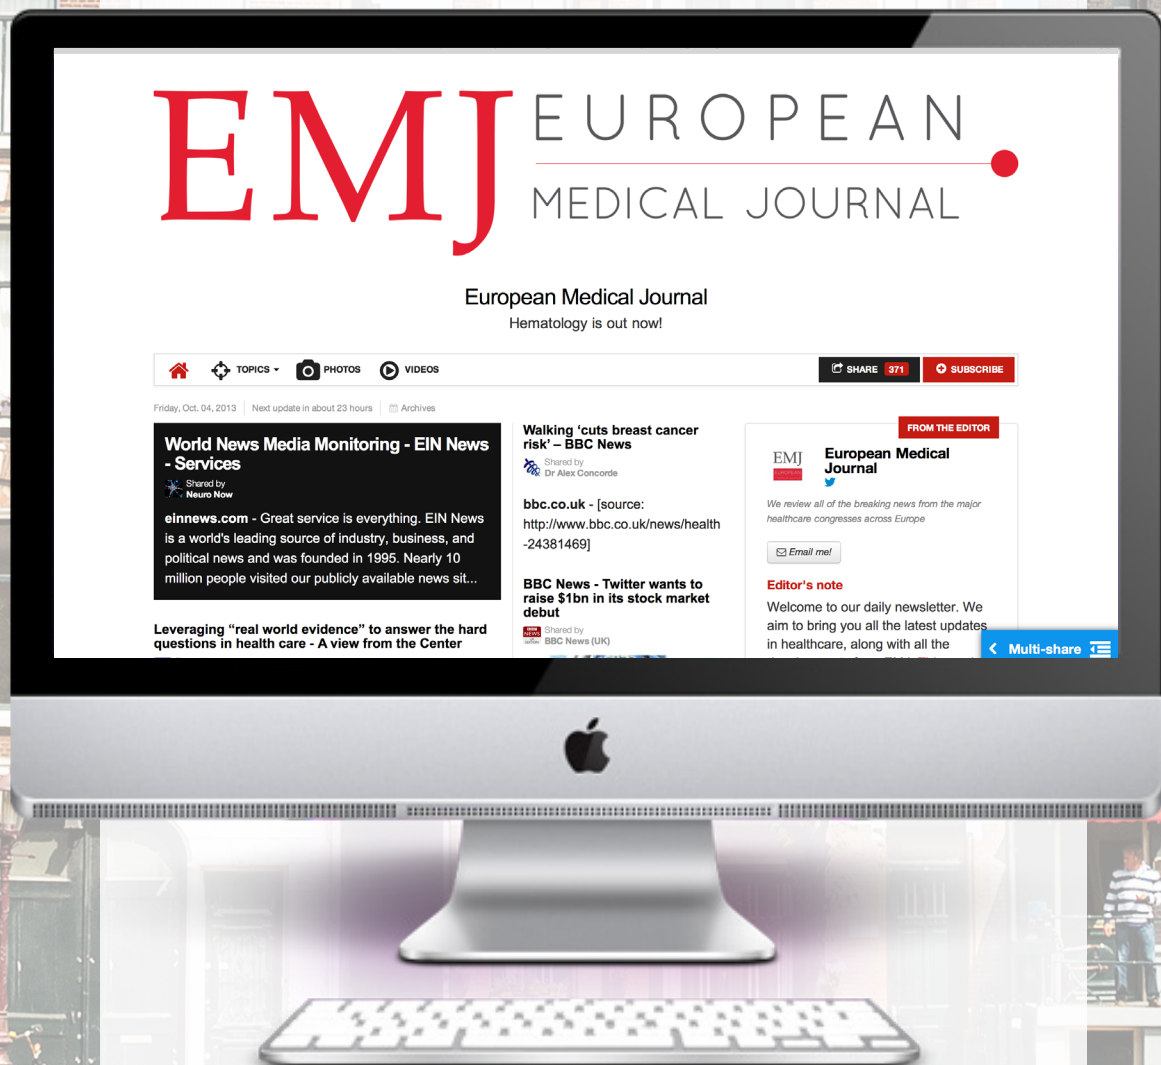 EMJ EUROPEAN
MEDICAL JOURNAL
European Medical Journal
Hematology is out now!
TOPICS PHOTOS VIDEOS SHARE 371 SUBSCRIBE
Friday, Oct. 04, 2013 Next update in about 23 hours Archives
World News Media Monitoring - EIN News
- Services
Shared by
Neuro Now
einnews.com - Great service is everything. EIN News
is a world's leading source of industry, business, and
political news and was founded in 1995. Nearly 10
million people visited our publicly available news sit...
Leveraging “real world evidence” to answer the hard
questions in health care - A view from the Center
Walking ‘cuts breast cancer
risk’ – BBC News
Shared by
Dr Alex Concorde
bbc.co.uk - [source:
http://www.bbc.co.uk/news/health
-24381469]
BBC News - Twitter wants to
raise $1bn in its stock market
debut
BBC
NEWS
Shared by
BBC News (UK)
FROM THE EDITOR
EMJ
EUROPEAN
European Medical
Journal
We review all of the breaking news from the major
healthcare congresses across Europe
Email me!
Editor's note
Welcome to our daily newsletter. We
aim to bring you all the latest updates
in healthcare, along with all the
Multi-share